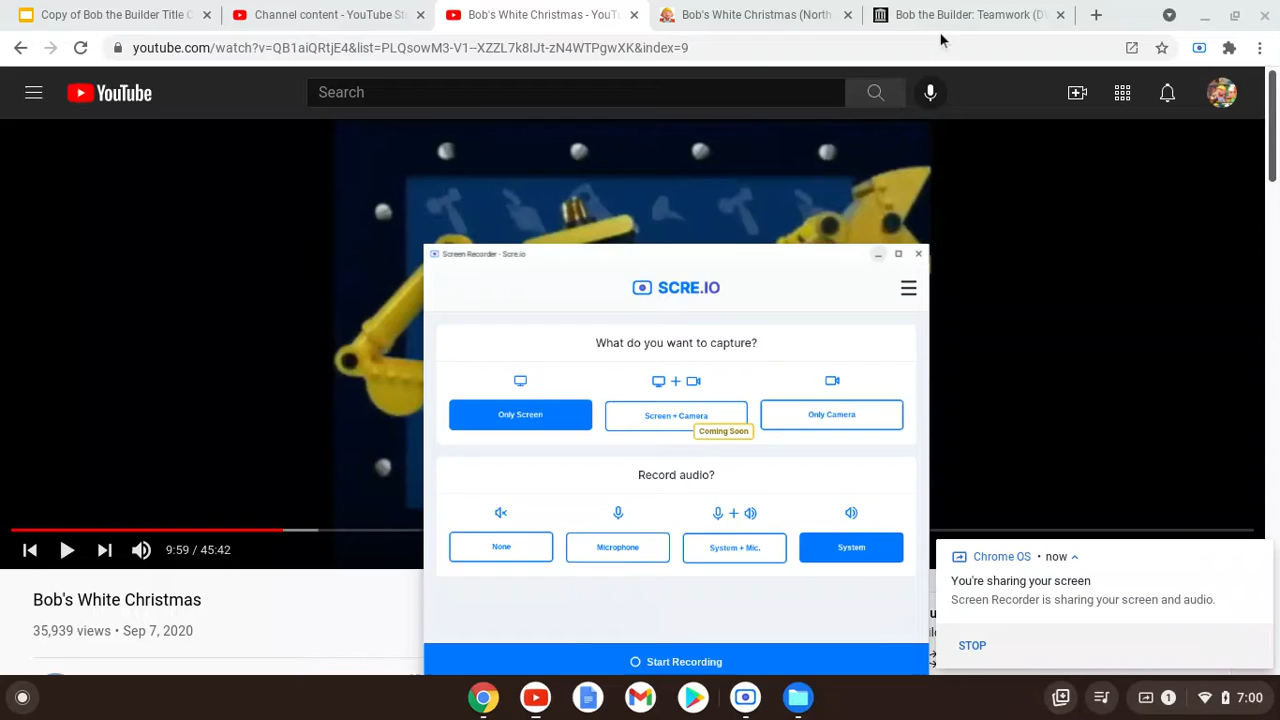 Copy of Bob the Builder Title C
Channel content - YouTube St
Bob's White Christmas - YouTu
Bob's White Christmas (North
Bob the Builder: Teamwork (DV
youtube.com/watch?v=QB1aiQRtjE4&list=PLQsowM3-V1--XZZL7k8IJt-zN4WTPgwXK&index=9
YouTube
Search
Screen Recorder - Scre.io
SCRE.IO
What do you want to capture?
Only Screen
Screen + Camera
Only Camera
Coming Soon
Record audio?
None
Microphone
System + Mic.
System
Start Recording
9:59 / 45:42
Bob's White Christmas
35,939 views • Sep 7, 2020
Chrome OS • now
You're sharing your screen
Screen Recorder is sharing your screen and audio.
STOP
1
7:00